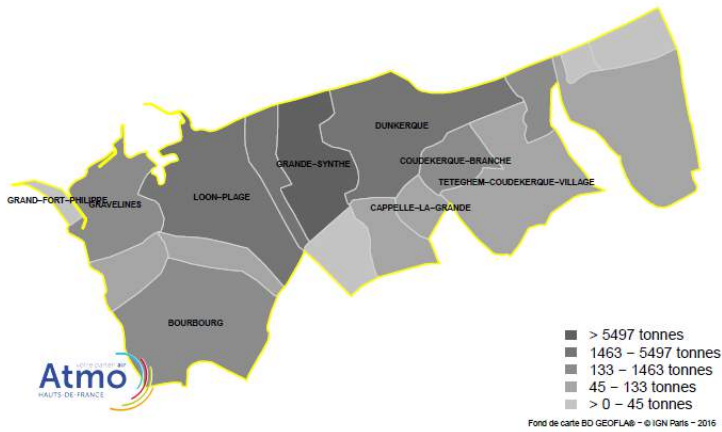 DUNKERQUE
GRANDE-SYNTHE
COUDEKERQUE-BRANCHE
TETEGHEM-COUDEKERQUE-VILLAGE
GRAND-FORT-PHILIPPE
GRAVELINES
LOON-PLAGE
CAPPELLE-LA-GRANDE
BOURBOURG
votre partenaire
Atmo
HAUTS-DE-FRANCE
> 5497 tonnes
1463 – 5497 tonnes
133 – 1463 tonnes
45 – 133 tonnes
> 0 – 45 tonnes
Fond de carte BD GEOFLA® – © IGN Paris – 2016